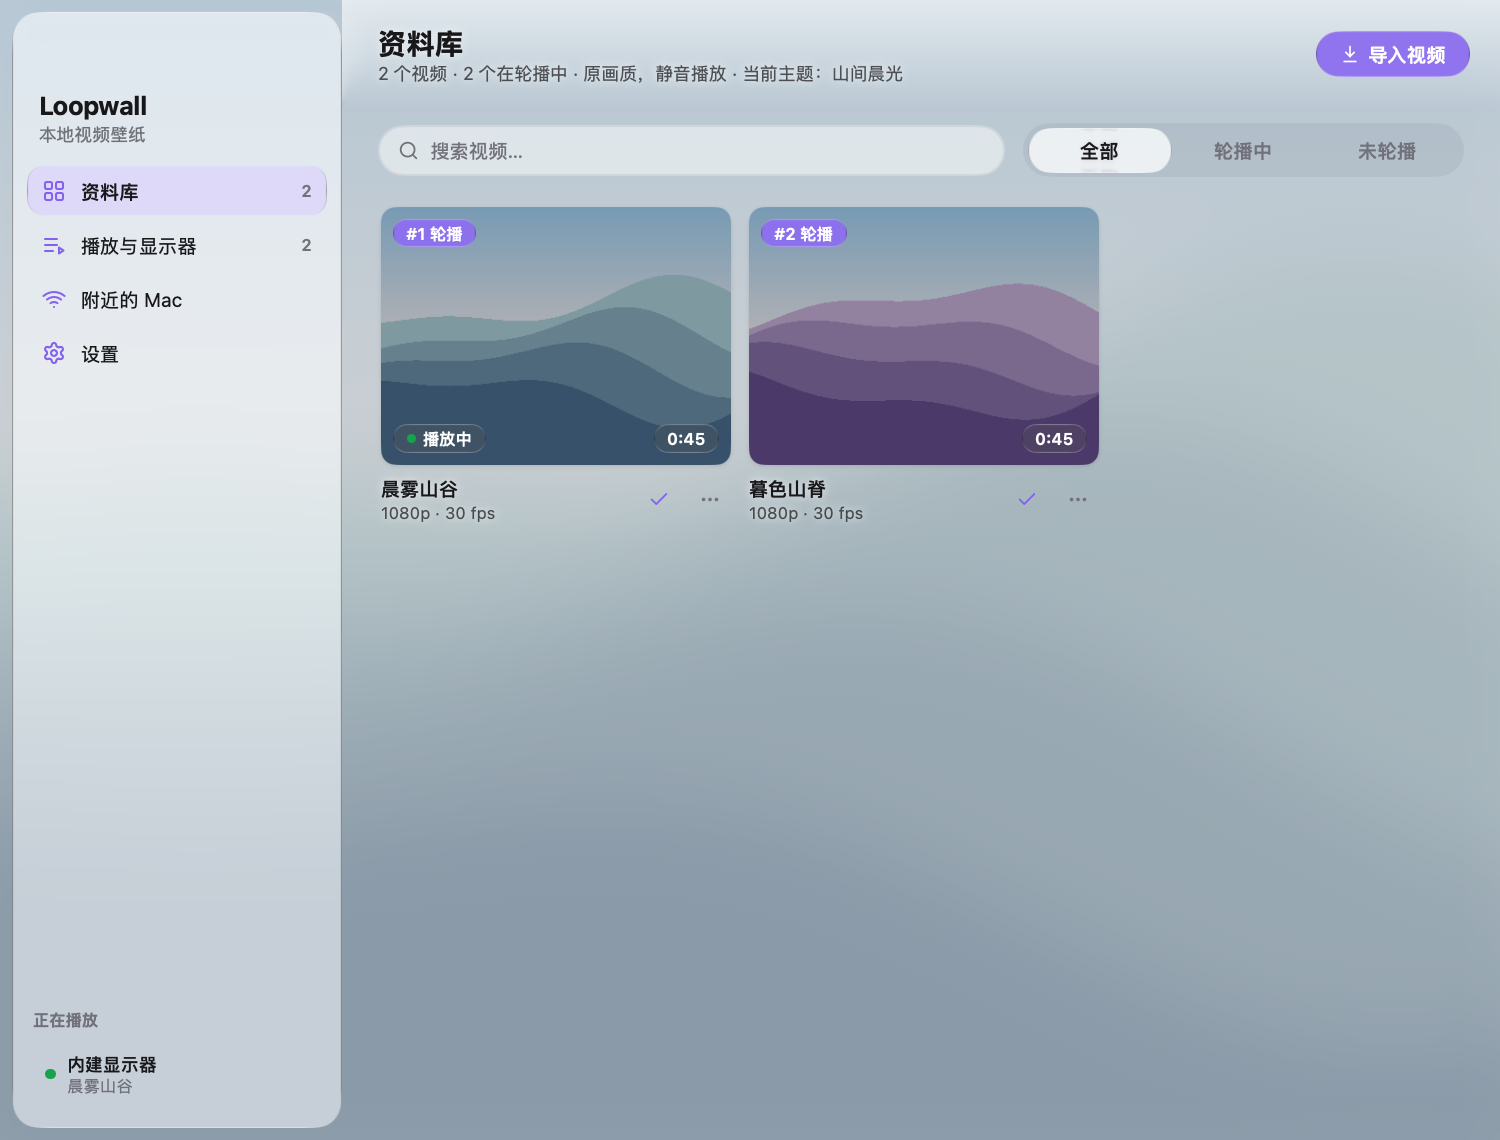 Loopwall
本地视频壁纸
资料库 2
播放与显示器 2
附近的 Mac
设置
正在播放
内建显示器
晨雾山谷
资料库
2 个视频 · 2 个在轮播中 · 原画质，静音播放 · 当前主题：山间晨光
导入视频
搜索视频...
全部 轮播中 未轮播
#1 轮播
播放中 0:45
晨雾山谷
1080p · 30 fps
#2 轮播
0:45
暮色山脊
1080p · 30 fps